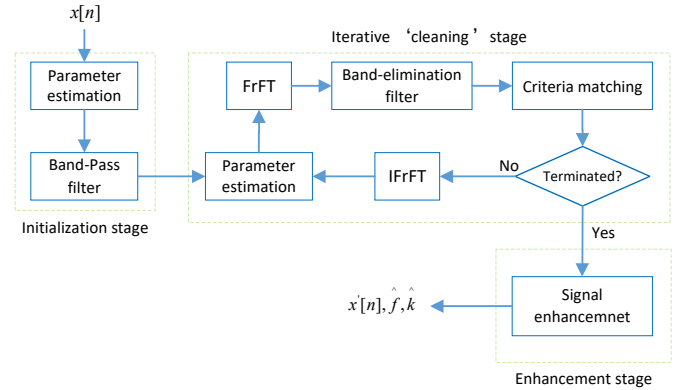 x[n]
Iterative ‘cleaning’ stage
Parameter
estimation
FrFT
Band-elimination
filter
Criteria matching
Band-Pass
filter
Parameter
estimation
IFrFT
No
Terminated?
Initialization stage
Yes
x'[n], f̂, k̂
Signal
enhancemnet
Enhancement stage